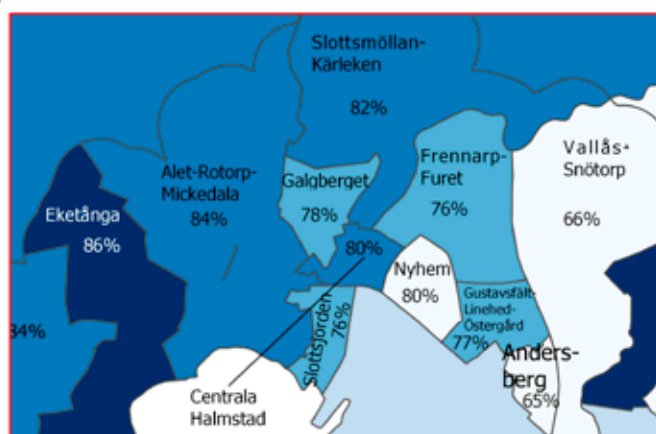 Slottsmöllan-
Kärleken
82%
Vallås-
Snötorp
66%
Frennarp-
Furet
76%
Alet-Rotorp-
Mickedala
84%
Galgberget
78%
Eketånga
86%
80%
Nyhem
80%
Gustavsfält-
Linehed-
Östergård
77%
Slottsjorden
76%
84%
Anders-
berg
65%
Centrala
Halmstad